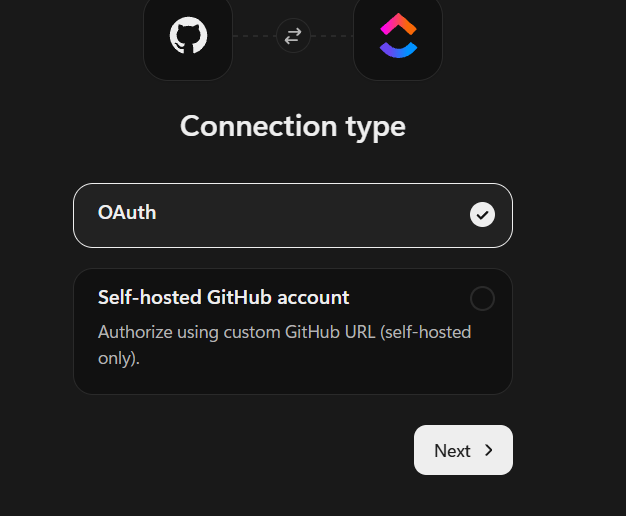 Connection type
OAuth
Self-hosted GitHub account
Authorize using custom GitHub URL (self-hosted
only).
Next